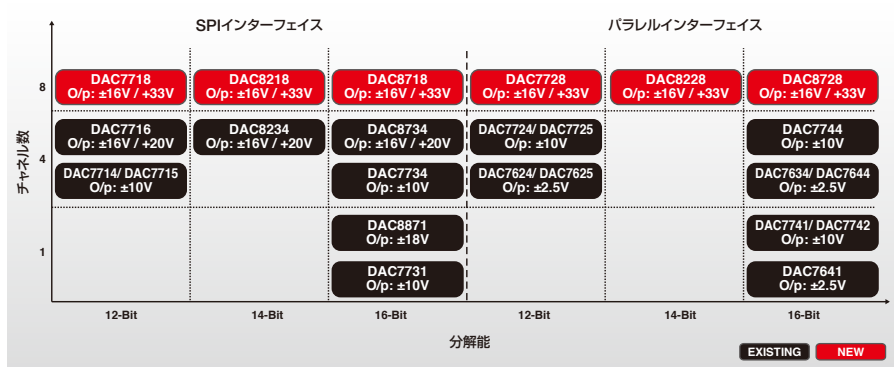 SPIインターフェイス
パラレルインターフェイス
チャネル数
8
DAC7718
O/p: ±16V / +33V
DAC8218
O/p: ±16V / +33V
DAC8718
O/p: ±16V / +33V
DAC7728
O/p: ±16V / +33V
DAC8228
O/p: ±16V / +33V
DAC8728
O/p: ±16V / +33V
4
DAC7716
O/p: ±16V / +20V
DAC8234
O/p: ±16V / +20V
DAC8734
O/p: ±16V / +20V
DAC7724/ DAC7725
O/p: ±10V
DAC7744
O/p: ±10V
DAC7714/ DAC7715
O/p: ±10V
DAC7734
O/p: ±10V
DAC7624/ DAC7625
O/p: ±2.5V
DAC7634/ DAC7644
O/p: ±2.5V
1
DAC8871
O/p: ±18V
DAC7741/ DAC7742
O/p: ±10V
DAC7731
O/p: ±10V
DAC7641
O/p: ±2.5V
12-Bit
14-Bit
16-Bit
12-Bit
14-Bit
16-Bit
分解能
EXISTING
NEW